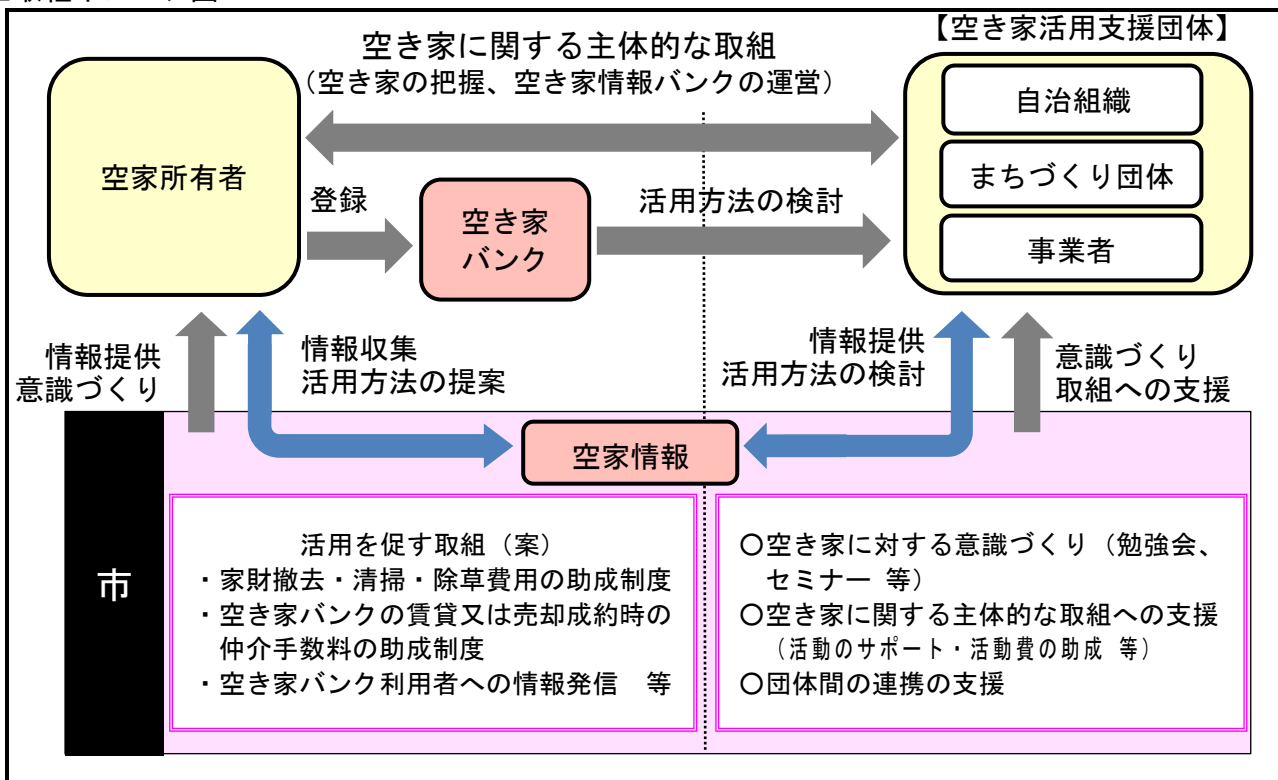 空き家に関する主体的な取組
（空き家の把握、空き家情報バンクの運営）
【空き家活用支援団体】
自治組織
まちづくり団体
事業者
空家所有者
登録
空き家
バンク
活用方法の検討
情報提供
意識づくり
情報収集
活用方法の提案
情報提供
活用方法の検討
意識づくり
取組への支援
空家情報
市
活用を促す取組（案）
・家財撤去・清掃・除草費用の助成制度
・空き家バンクの賃貸又は売却成約時の
仲介手数料の助成制度
・空き家バンク利用者への情報発信　等
〇空き家に対する意識づくり（勉強会、
セミナー 等）
〇空き家に関する主体的な取組への支援
（活動のサポート・活動費の助成 等）
〇団体間の連携の支援